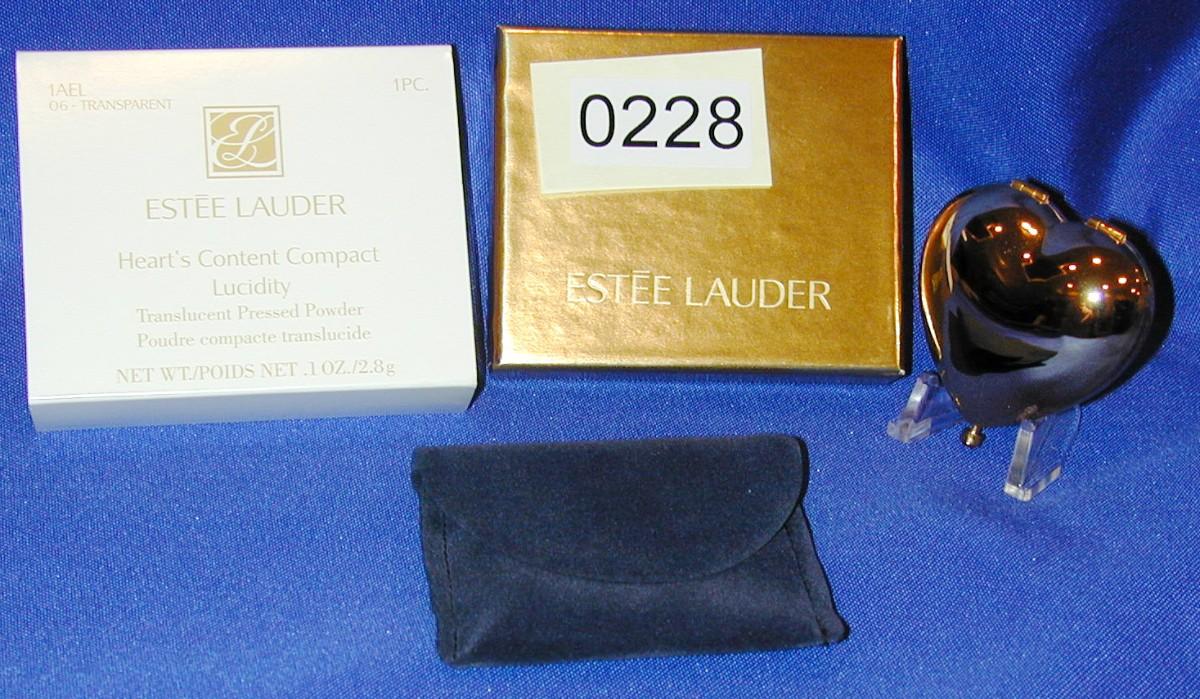 1AEL
1PC.
06 - TRANSPARENT
EL
ESTĒE LAUDER
Heart's Content Compact
Lucidity
Translucent Pressed Powder
Poudre compacte translucide
NET WT./POIDS NET .1 OZ./2.8g
0228
ESTĒE LAUDER